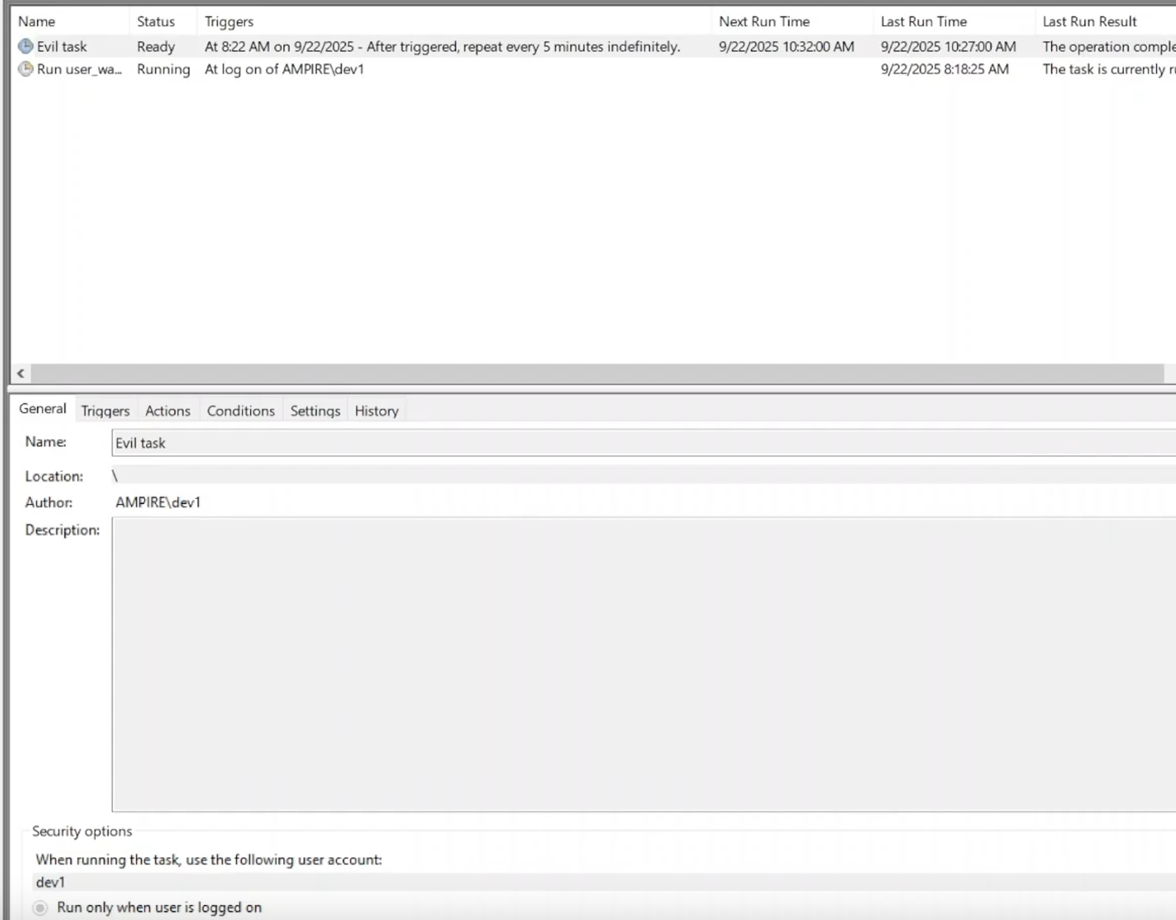 Name Status Triggers Next Run Time Last Run Time Last Run Result
Evil task Ready At 8:22 AM on 9/22/2025 - After triggered, repeat every 5 minutes indefinitely. 9/22/2025 10:32:00 AM 9/22/2025 10:27:00 AM The operation comple
Run user_wa... Running At log on of AMPIRE\dev1 9/22/2025 8:18:25 AM The task is currently r
General Triggers Actions Conditions Settings History
Name: Evil task
Location: \
Author: AMPIRE\dev1
Description:
Security options
When running the task, use the following user account:
dev1
Run only when user is logged on